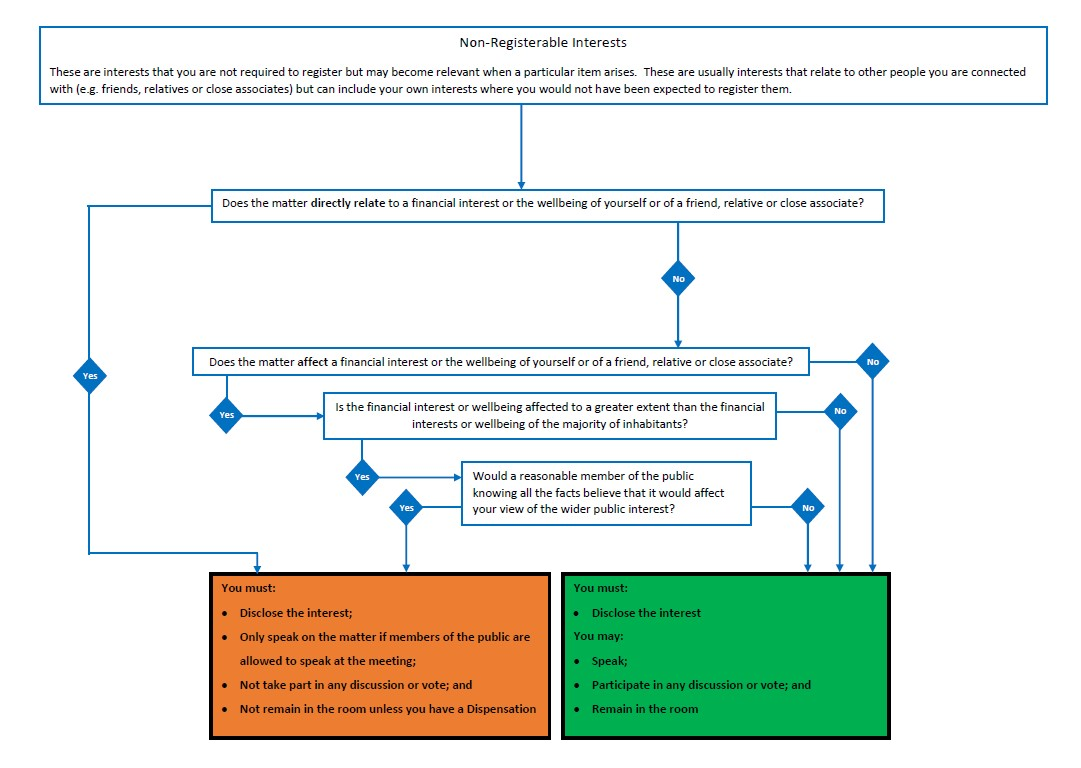 Non-Registerable Interests
These are interests that you are not required to register but may become relevant when a particular item arises. These are usually interests that relate to other people you are connected
with (e.g. friends, relatives or close associates) but can include your own interests where you would not have been expected to register them.
Does the matter directly relate to a financial interest or the wellbeing of yourself or of a friend, relative or close associate?
No
Does the matter affect a financial interest or the wellbeing of yourself or of a friend, relative or close associate?
No
Yes
Yes
Is the financial interest or wellbeing affected to a greater extent than the financial
interests or wellbeing of the majority of inhabitants?
No
Yes
Would a reasonable member of the public
knowing all the facts believe that it would affect
your view of the wider public interest?
Yes
No
You must:
• Disclose the interest;
• Only speak on the matter if members of the public are
allowed to speak at the meeting;
• Not take part in any discussion or vote; and
• Not remain in the room unless you have a Dispensation
You must:
• Disclose the interest
You may:
• Speak;
• Participate in any discussion or vote; and
• Remain in the room